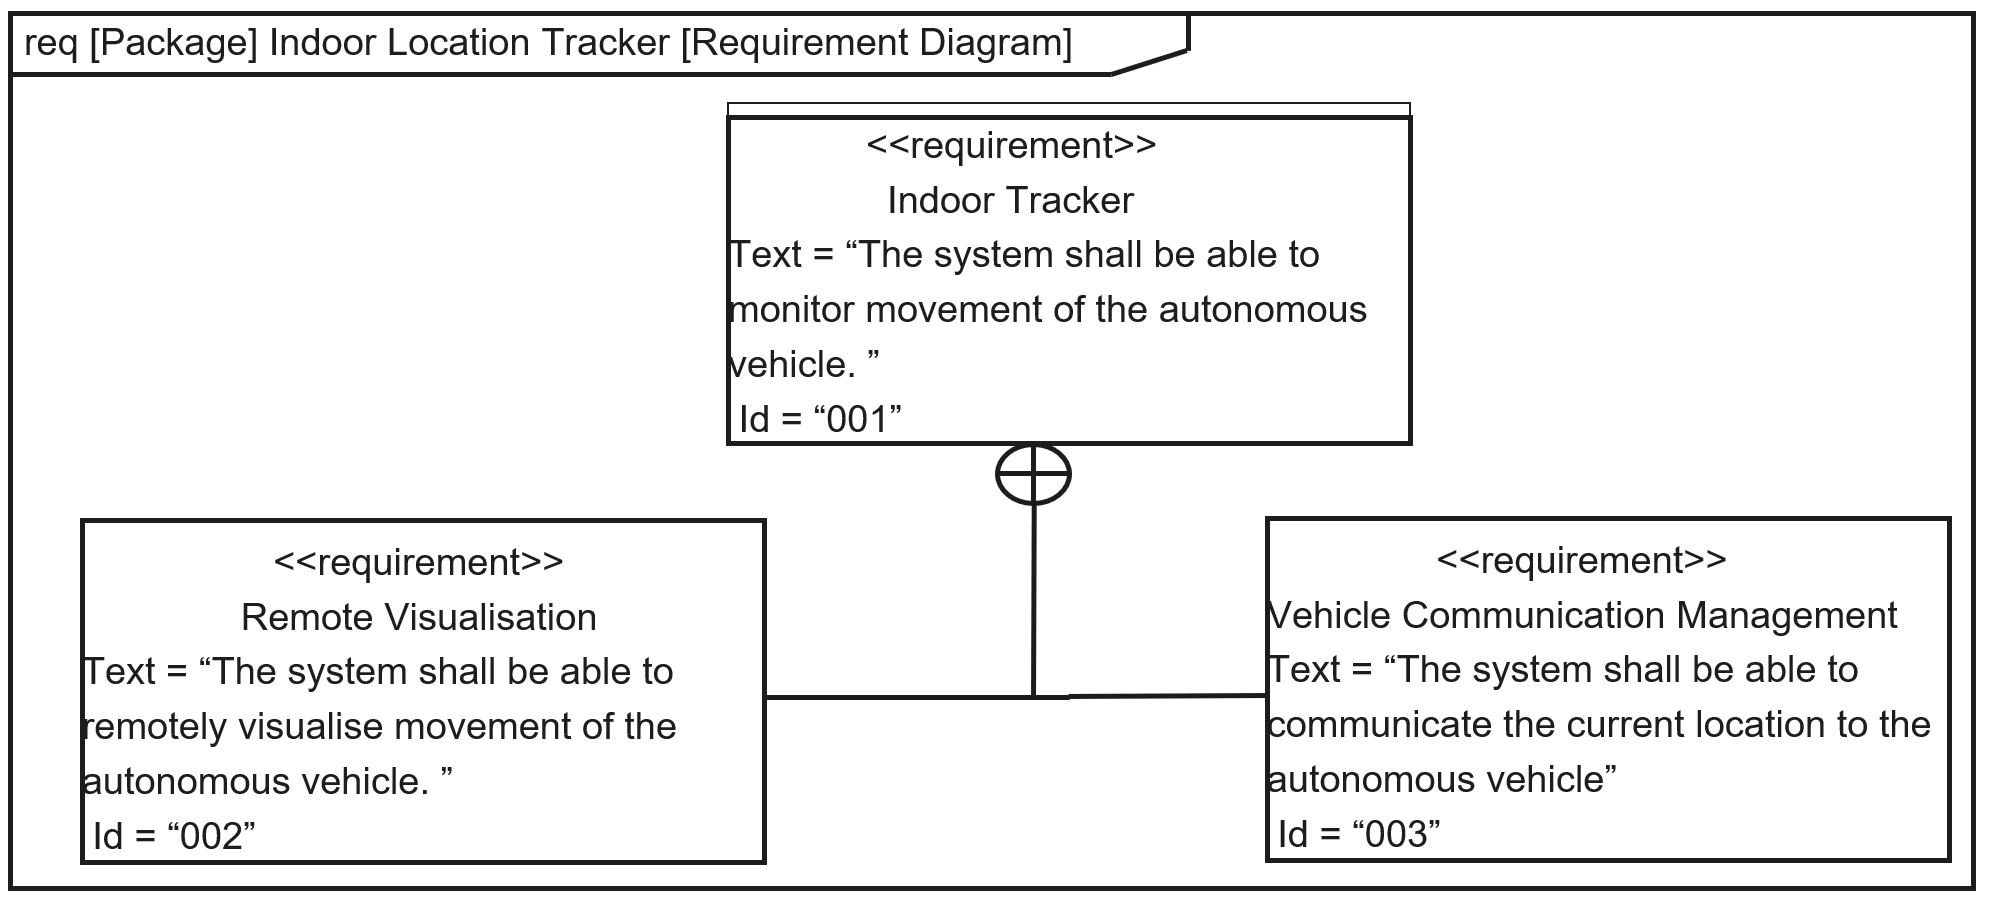 req [Package] Indoor Location Tracker [Requirement Diagram]
<<requirement>>
Indoor Tracker
Text = “The system shall be able to
monitor movement of the autonomous
vehicle. ”
Id = “001”
<<requirement>>
Remote Visualisation
Text = “The system shall be able to
remotely visualise movement of the
autonomous vehicle. ”
Id = “002”
<<requirement>>
Vehicle Communication Management
Text = “The system shall be able to
communicate the current location to the
autonomous vehicle”
Id = “003”